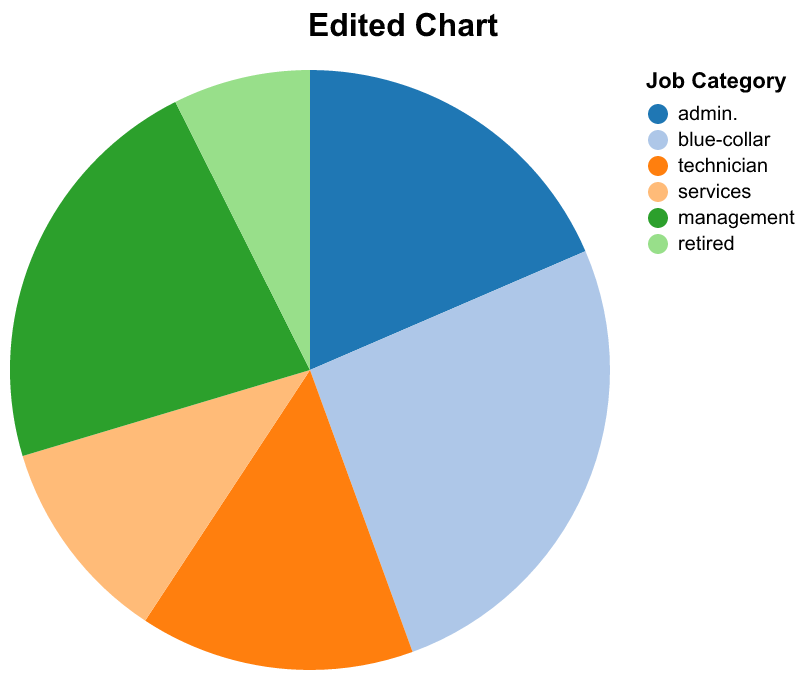 Edited Chart
Job Category
admin.
blue-collar
technician
services
management
retired